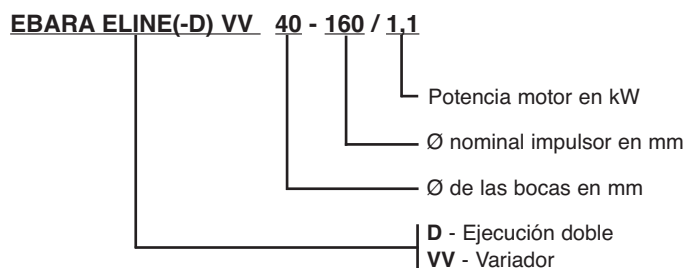 EBARA ELINE(-D) VV 40 - 160 / 1,1
Potencia motor en kW
Ø nominal impulsor en mm
Ø de las bocas en mm
D - Ejecución doble
VV - Variador